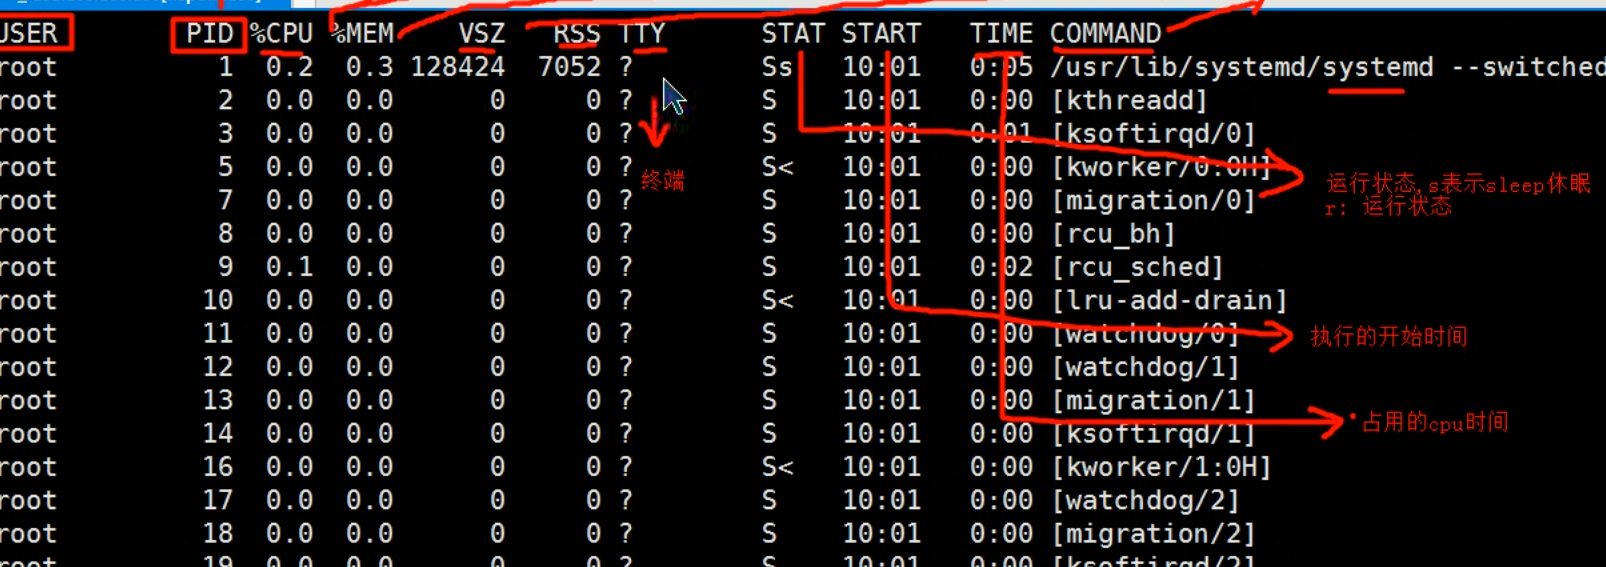 USER PID %CPU %MEM VSZ RSS TTY STAT START TIME COMMAND
root 1 0.2 0.3 128424 7052 ? Ss 10:01 0:05 /usr/lib/systemd/systemd --switched
root 2 0.0 0.0 0 0 ? S 10:01 0:00 [kthreadd]
root 3 0.0 0.0 0 0 ? S 10:01 0:01 [ksoftirqd/0]
root 5 0.0 0.0 0 0 ? S< 10:01 0:00 [kworker/0:0H]
终端
运行状态,s表示sleep休眠
r: 运行状态
root 7 0.0 0.0 0 0 ? S 10:01 0:00 [migration/0]
root 8 0.0 0.0 0 0 ? S 10:01 0:00 [rcu_bh]
root 9 0.1 0.0 0 0 ? S 10:01 0:02 [rcu_sched]
root 10 0.0 0.0 0 0 ? S< 10:01 0:00 [lru-add-drain]
root 11 0.0 0.0 0 0 ? S 10:01 0:00 [watchdog/0]
执行的开始时间
root 12 0.0 0.0 0 0 ? S 10:01 0:00 [watchdog/1]
root 13 0.0 0.0 0 0 ? S 10:01 0:00 [migration/1]
占用的cpu时间
root 14 0.0 0.0 0 0 ? S 10:01 0:00 [ksoftirqd/1]
root 16 0.0 0.0 0 0 ? S< 10:01 0:00 [kworker/1:0H]
root 17 0.0 0.0 0 0 ? S 10:01 0:00 [watchdog/2]
root 18 0.0 0.0 0 0 ? S 10:01 0:00 [migration/2]
root 19 0.0 0.0 0 0 ? S 10:01 0:00 [ksoftirqd/2]